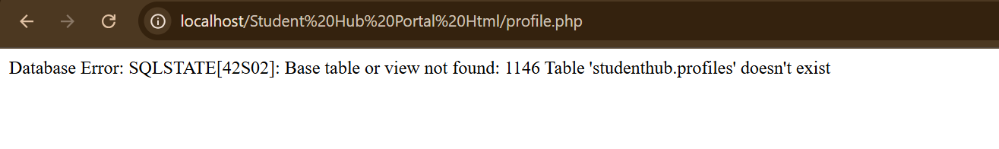 localhost/Student%20Hub%20Portal%20Html/profile.php
Database Error: SQLSTATE[42S02]: Base table or view not found: 1146 Table 'studenthub.profiles' doesn't exist